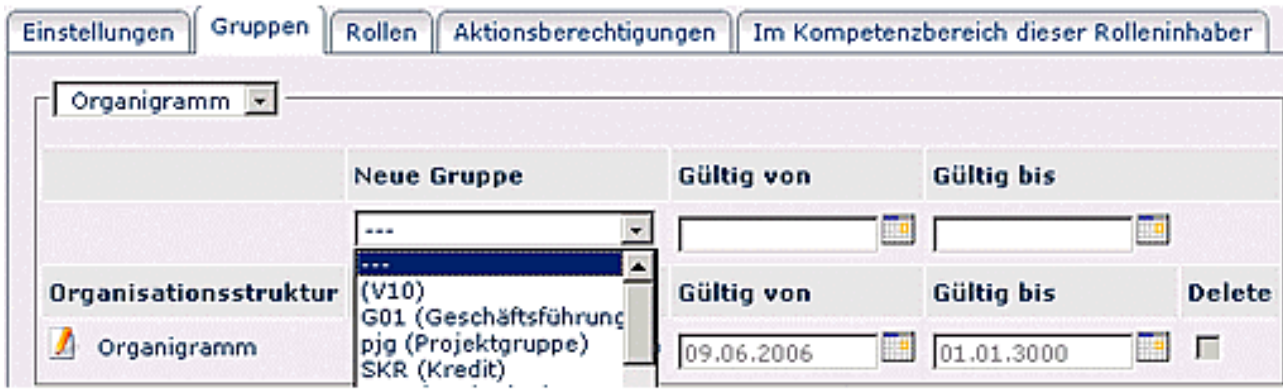 Einstellungen Gruppen Rollen Aktionsberechtigungen Im Kompetenzbereich dieser Rolleninhaber
Organigramm
Neue Gruppe Gültig von Gültig bis
---
---
(V10)
G01 (Geschäftsführung
pjg (Projektgruppe)
SKR (Kredit)
Organisationsstruktur Gültig von Gültig bis Delete
Organigramm 09.06.2006 01.01.3000